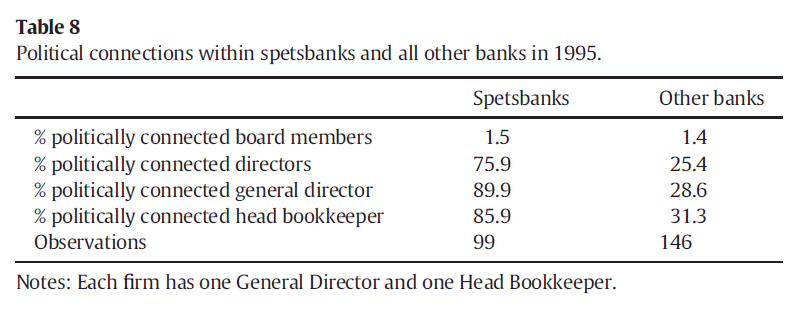 Table 8
Political connections within spetsbanks and all other banks in 1995.
Spetsbanks Other banks
% politically connected board members 1.5 1.4
% politically connected directors 75.9 25.4
% politically connected general director 89.9 28.6
% politically connected head bookkeeper 85.9 31.3
Observations 99 146
Notes: Each firm has one General Director and one Head Bookkeeper.